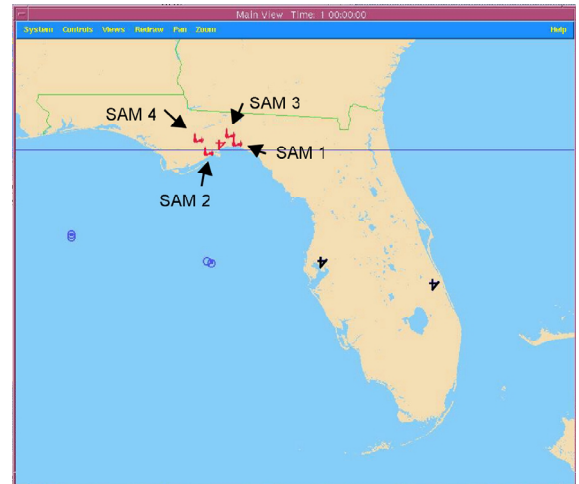 Main View Time: 1 00:00:00
System Controls Views Redraw Pan Zoom Help
SAM 3
SAM 4
SAM 1
SAM 2